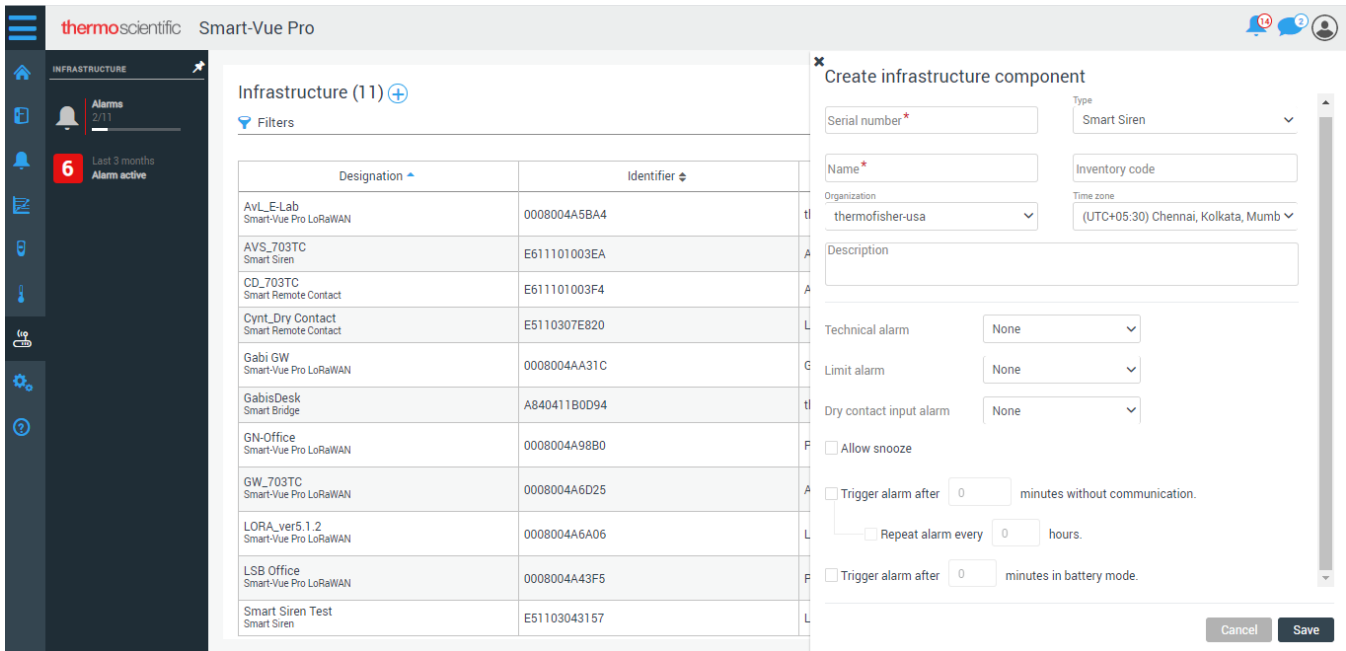 thermoscientific Smart-Vue Pro
14
2
INFRASTRUCTURE
Alarms
2/11
6
Last 3 months
Alarm active
Infrastructure (11)
Filters
Designation Identifier
AvL_E-Lab
Smart-Vue Pro LoRaWAN
0008004A5BA4
AVS_703TC
Smart Siren
E611101003EA
A
CD_703TC
Smart Remote Contact
E611101003F4
A
Cynt_Dry Contact
Smart Remote Contact
E5110307E820
L
Gabi GW
Smart-Vue Pro LoRaWAN
0008004AA31C
G
GabisDesk
Smart Bridge
A840411B0D94
GN-Office
Smart-Vue Pro LoRaWAN
0008004A98B0
P
GW_703TC
Smart-Vue Pro LoRaWAN
0008004A6D25
A
LORA_ver5.1.2
Smart-Vue Pro LoRaWAN
0008004A6A06
L
LSB Office
Smart-Vue Pro LoRaWAN
0008004A43F5
P
Smart Siren Test
Smart Siren
E51103043157
L
Create infrastructure component
Serial number*
Type
Smart Siren
Name*
Inventory code
Organization
thermofisher-usa
Time zone
(UTC+05:30) Chennai, Kolkata, Mumb
Description
Technical alarm None
Limit alarm None
Dry contact input alarm None
Allow snooze
Trigger alarm after 0 minutes without communication.
Repeat alarm every 0 hours.
Trigger alarm after 0 minutes in battery mode.
Cancel Save